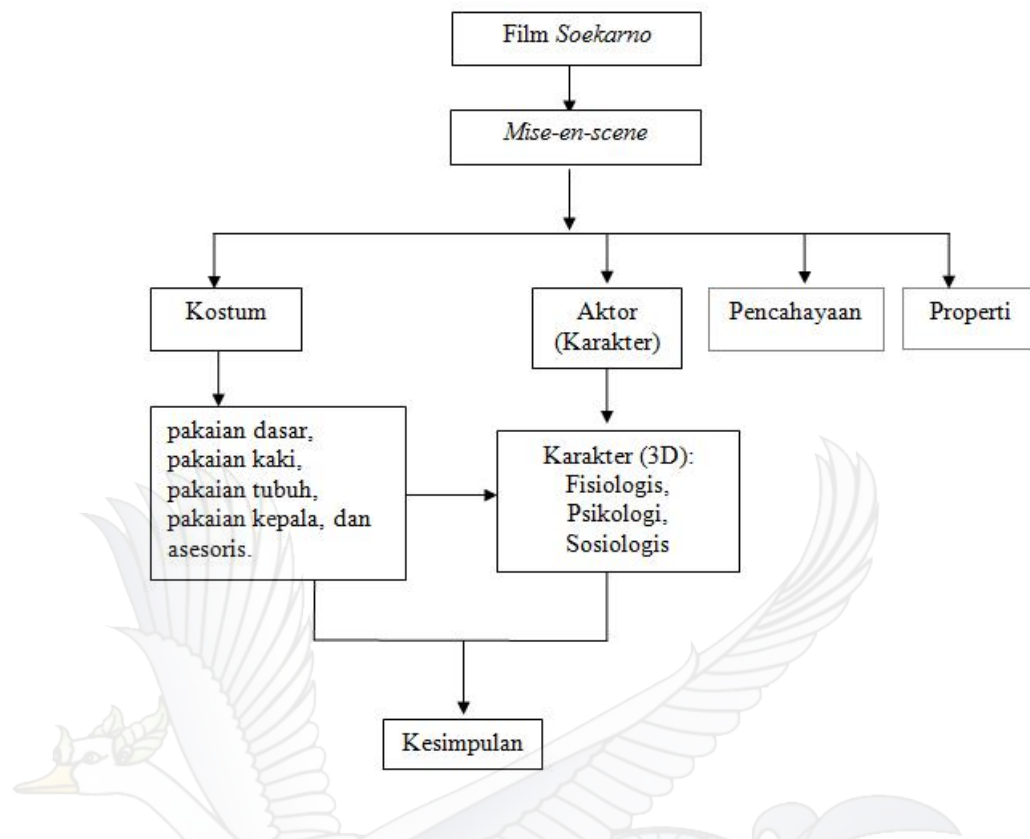 Film Soekarno
Mise-en-scene
Kostum
Aktor
(Karakter)
Pencahayaan
Properti
pakaian dasar,
pakaian kaki,
pakaian tubuh,
pakaian kepala, dan
asesoris.
Karakter (3D):
Fisiologis,
Psikologi,
Sosiologis
Kesimpulan